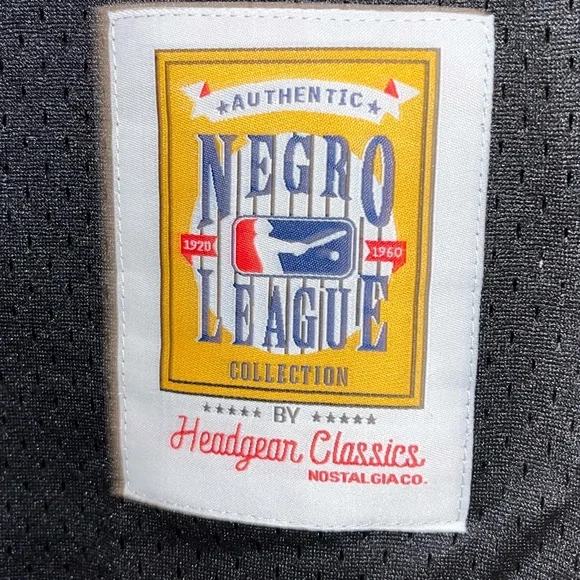 ★AUTHENTIC★
NEGRO
1920 1960
LEAGUE
COLLECTION
★★★★★ BY ★★★★★
Headgear Classics
NOSTALGIA CO.